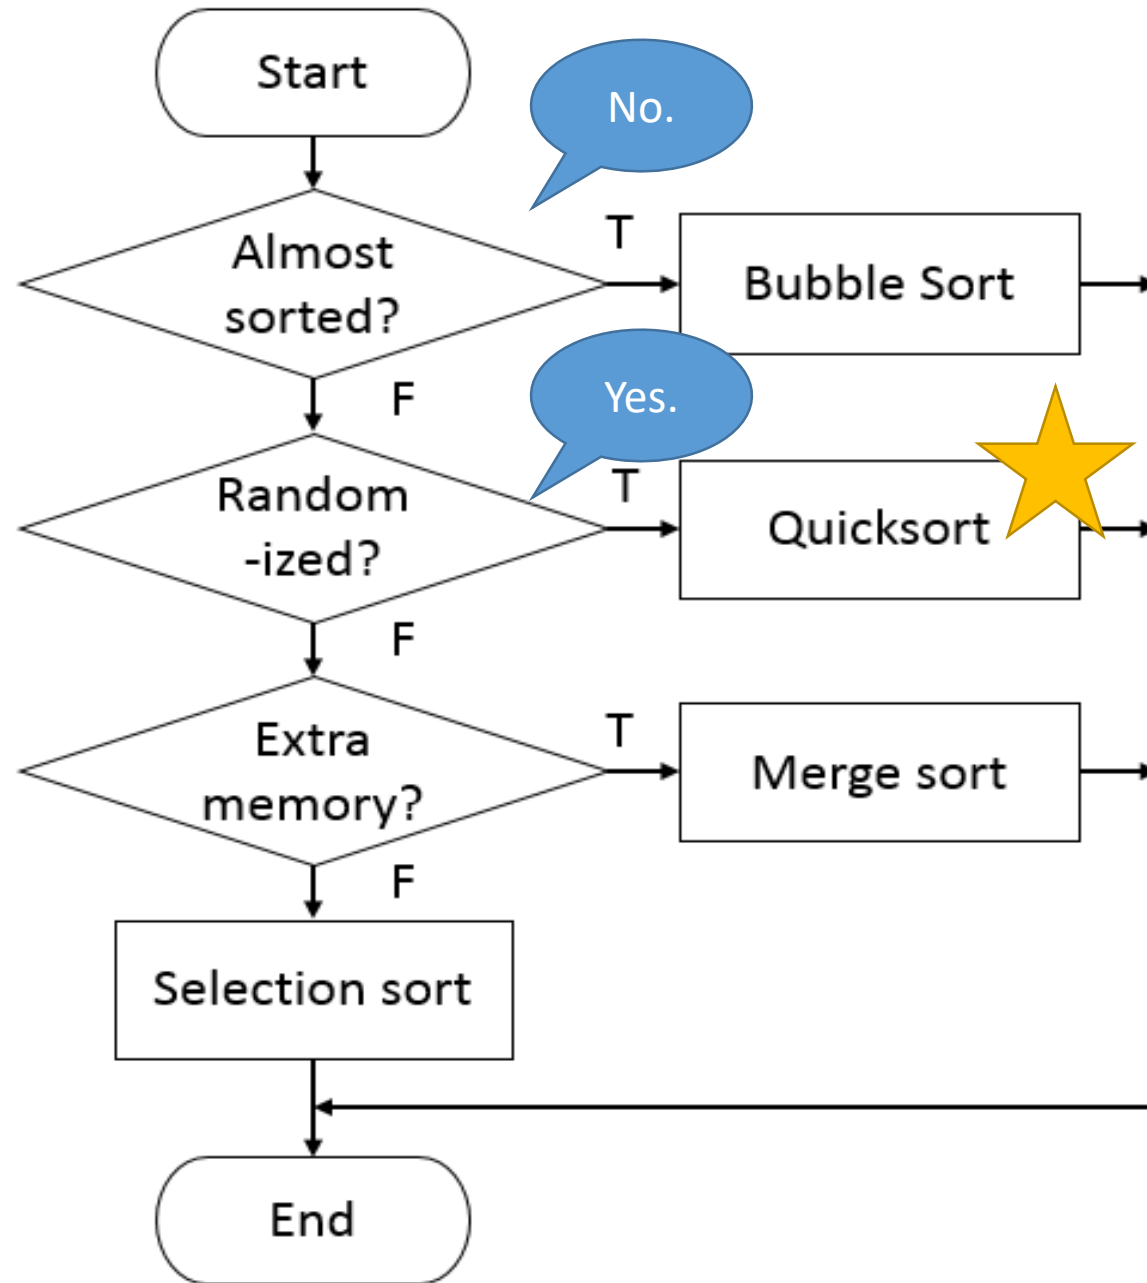 Start
No.
Almost
sorted?
T
Bubble Sort
F
Yes.
Random
-ized?
T
Quicksort
F
Extra
memory?
T
Merge sort
F
Selection sort
End